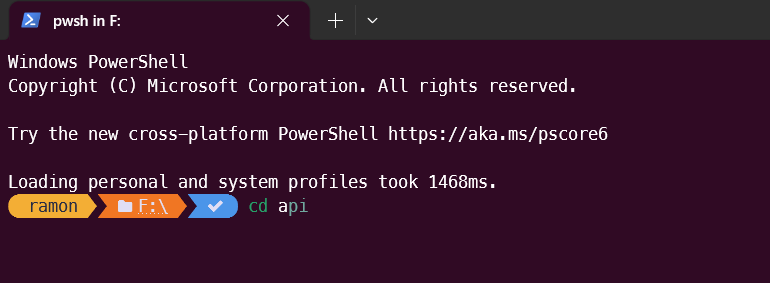 pwsh in F:
Windows PowerShell
Copyright (C) Microsoft Corporation. All rights reserved.
Try the new cross-platform PowerShell https://aka.ms/pscore6
Loading personal and system profiles took 1468ms.
ramon F:\ cd api